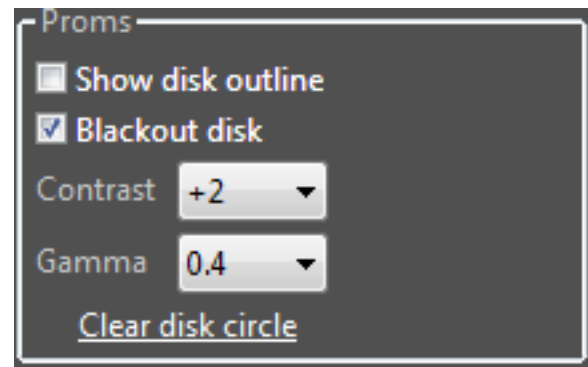 Proms
Show disk outline
Blackout disk
Contrast +2
Gamma 0.4
Clear disk circle